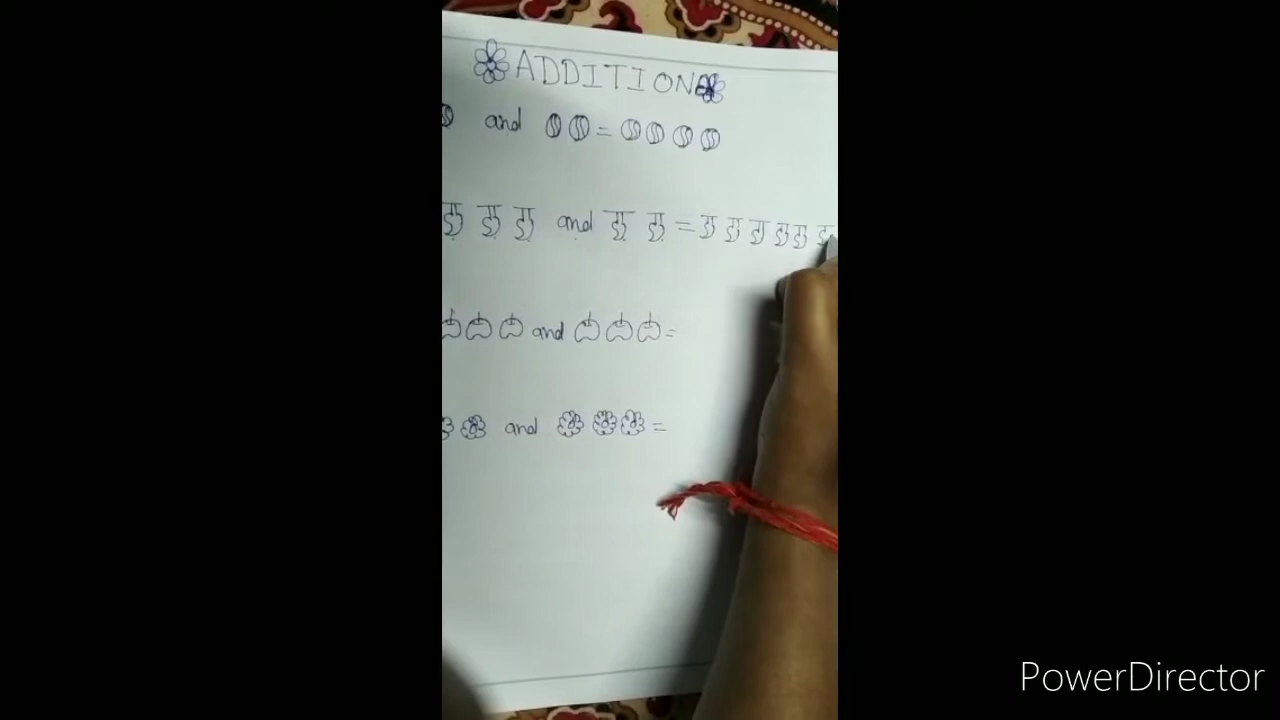 ADDITION
and =
and =
and =
and =
PowerDirector